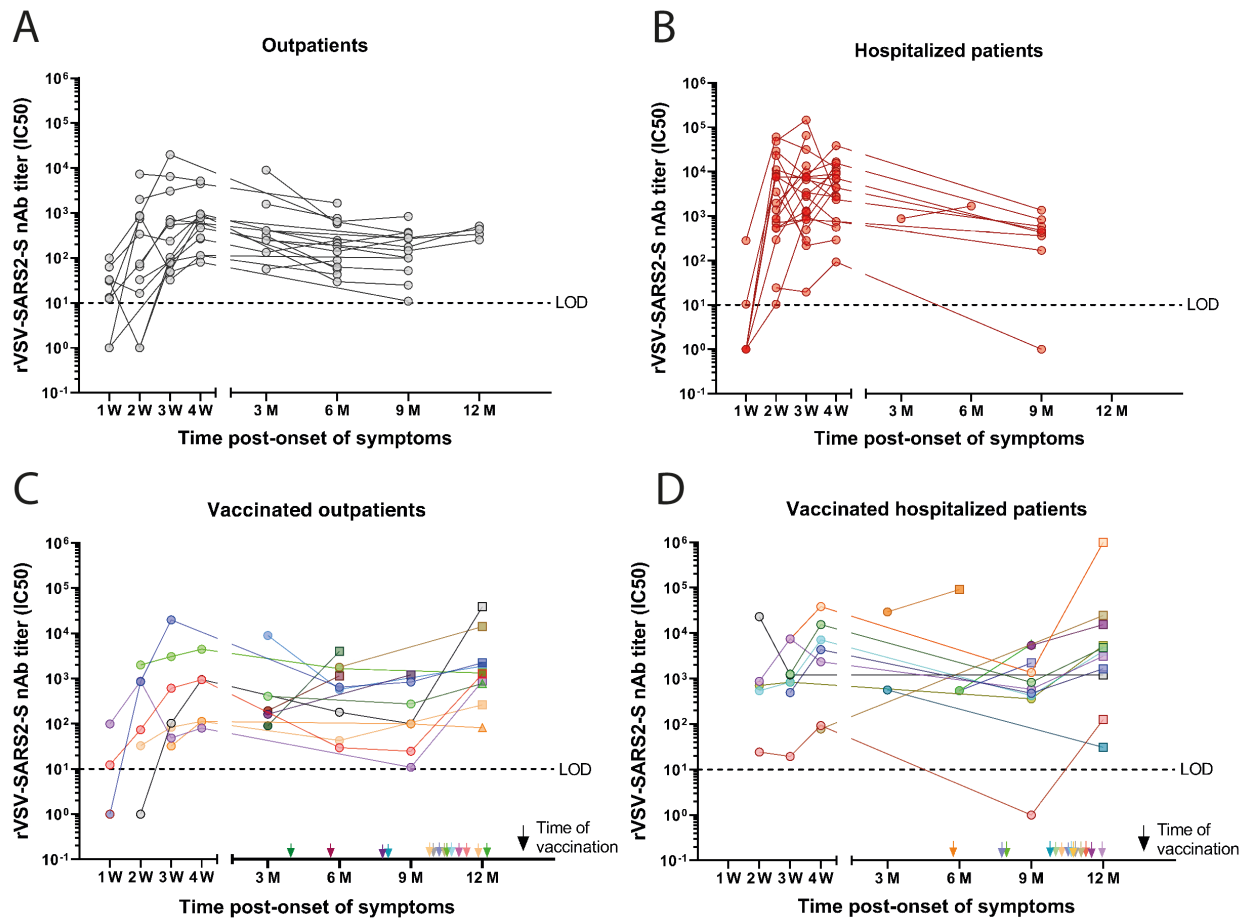 A
Outpatients
rVSV-SARS2-S nAb titer (IC50)
10⁶
10⁵
10⁴
10³
10²
10¹
10⁰
10⁻¹
LOD
1 W 2 W 3 W 4 W 3 M 6 M 9 M 12 M
Time post-onset of symptoms
B
Hospitalized patients
rVSV-SARS2-S nAb titer (IC50)
10⁶
10⁵
10⁴
10³
10²
10¹
10⁰
10⁻¹
LOD
1 W 2 W 3 W 4 W 3 M 6 M 9 M 12 M
Time post-onset of symptoms
C
Vaccinated outpatients
rVSV-SARS2-S nAb titer (IC50)
10⁶
10⁵
10⁴
10³
10²
10¹
10⁰
10⁻¹
LOD
Time of
vaccination
1 W 2 W 3 W 4 W 3 M 6 M 9 M 12 M
Time post-onset of symptoms
D
Vaccinated hospitalized patients
rVSV-SARS2-S nAb titer (IC50)
10⁶
10⁵
10⁴
10³
10²
10¹
10⁰
10⁻¹
LOD
Time of
vaccination
1 W 2 W 3 W 4 W 3 M 6 M 9 M 12 M
Time post-onset of symptoms